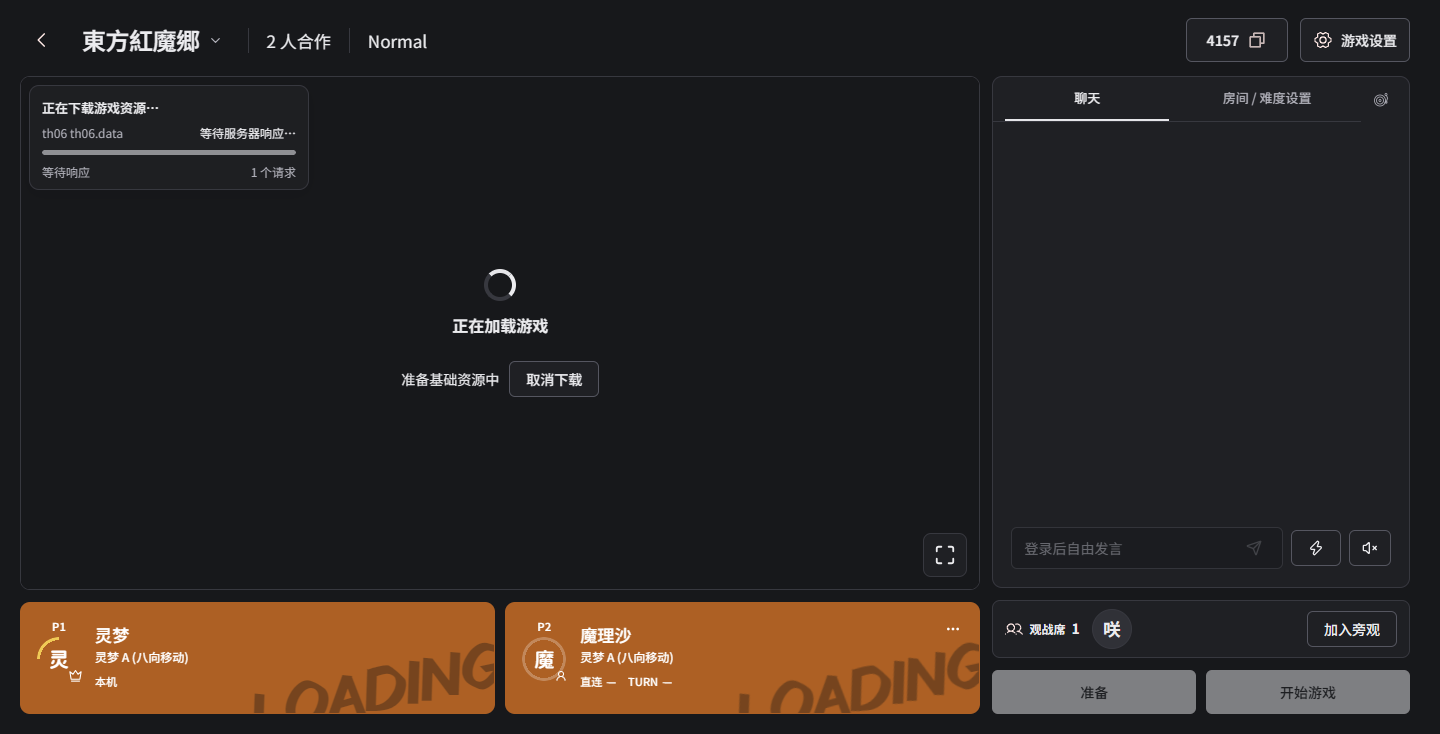 東方紅魔郷
2 人合作
Normal
4157
游戏设置
正在下载游戏资源…
th06 th06.data
等待服务器响应…
等待响应
1 个请求
正在加载游戏
准备基础资源中
取消下载
聊天
房间 / 难度设置
登录后自由发言
P1
灵
灵梦
灵梦 A (八向移动)
本机
LOADING
P2
魔
魔理沙
灵梦 A (八向移动)
直连 — TURN —
LOADING
观战席 1
咲
加入旁观
准备
开始游戏